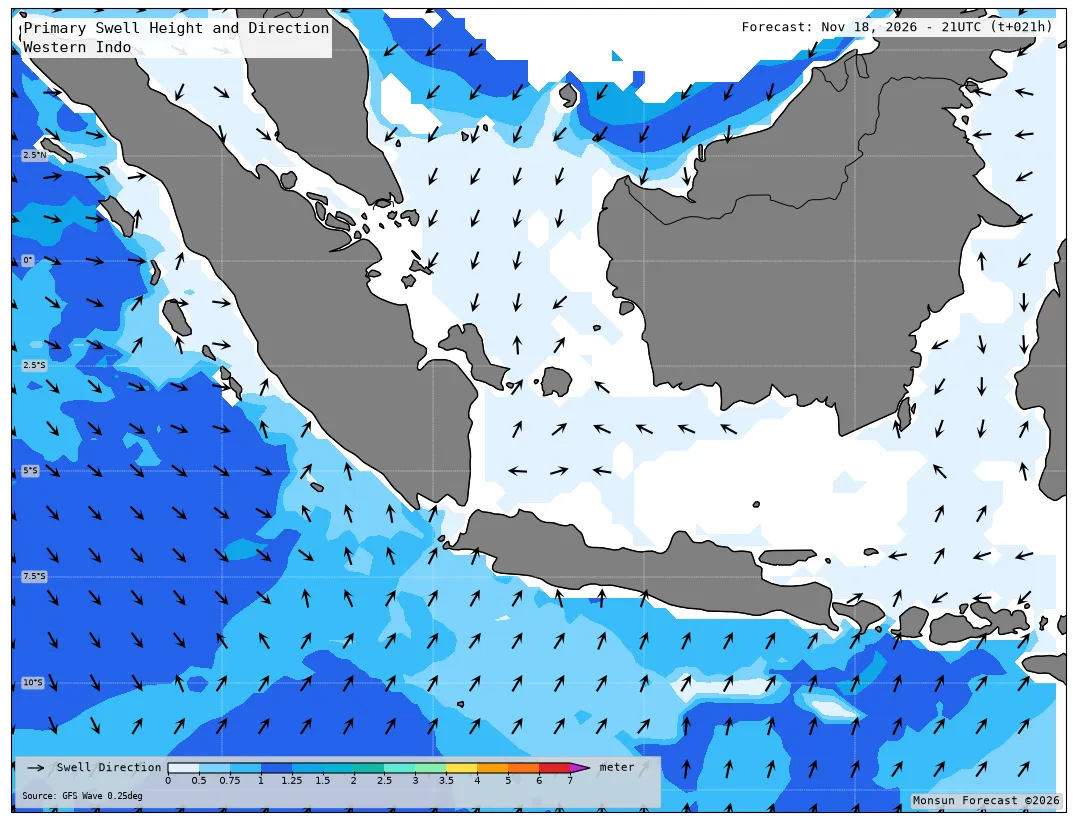 Primary Swell Height and Direction
Western Indo
Forecast: Nov 18, 2026 - 21UTC (t+021h)
2.5°N
0°
2.5°S
5°S
7.5°S
10°S
Swell Direction
meter
0 0.5 0.75 1 1.25 1.5 2 2.5 3 3.5 4 5 6 7
Source: GFS Wave 0.25deg
Monsun Forecast ©2026